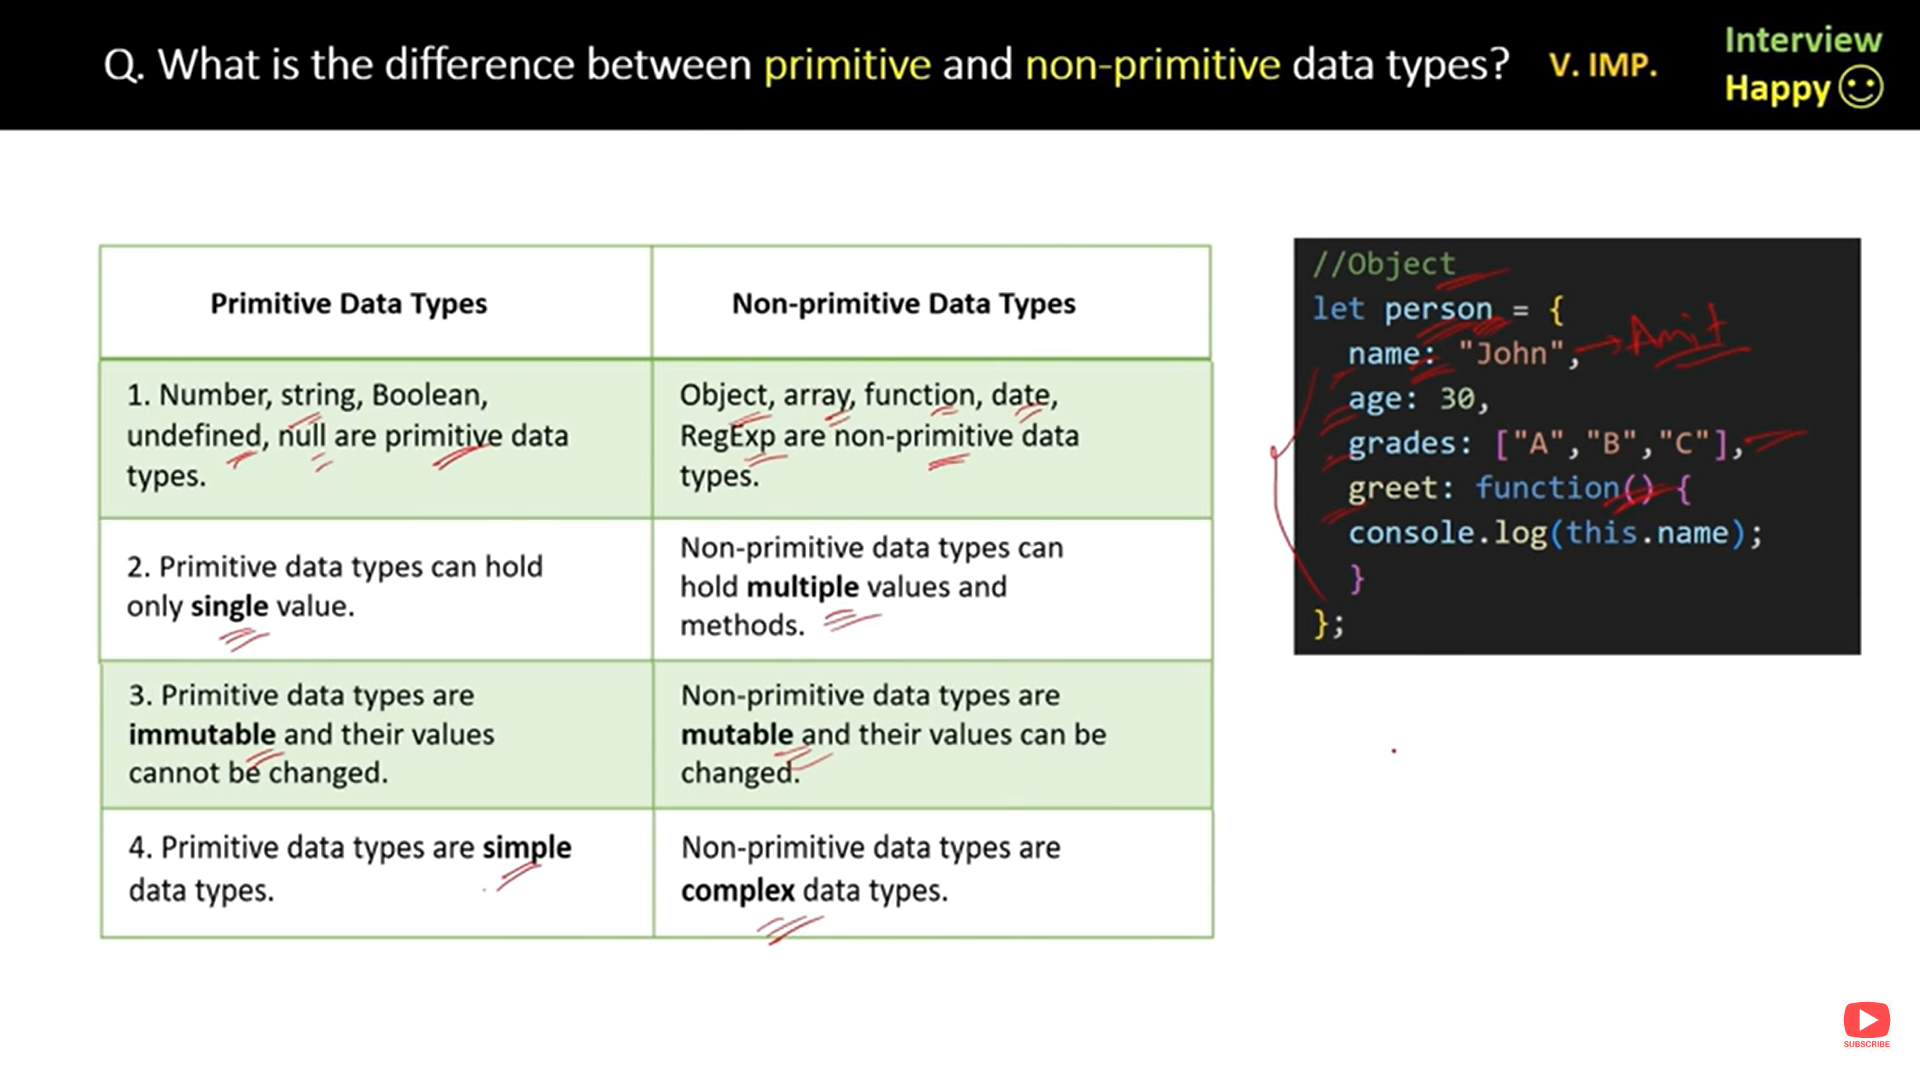 Q. What is the difference between primitive and non-primitive data types? V. IMP.
Interview
Happy
Primitive Data Types
Non-primitive Data Types
1. Number, string, Boolean,
undefined, null are primitive data
types.
Object, array, function, date,
RegExp are non-primitive data
types.
2. Primitive data types can hold
only single value.
Non-primitive data types can
hold multiple values and
methods.
3. Primitive data types are
immutable and their values
cannot be changed.
Non-primitive data types are
mutable and their values can be
changed.
4. Primitive data types are simple
data types.
Non-primitive data types are
complex data types.
//Object
let person = {
name: "John", Amit
age: 30,
grades: ["A","B","C"],
greet: function() {
console.log(this.name);
}
};
SUBSCRIBE